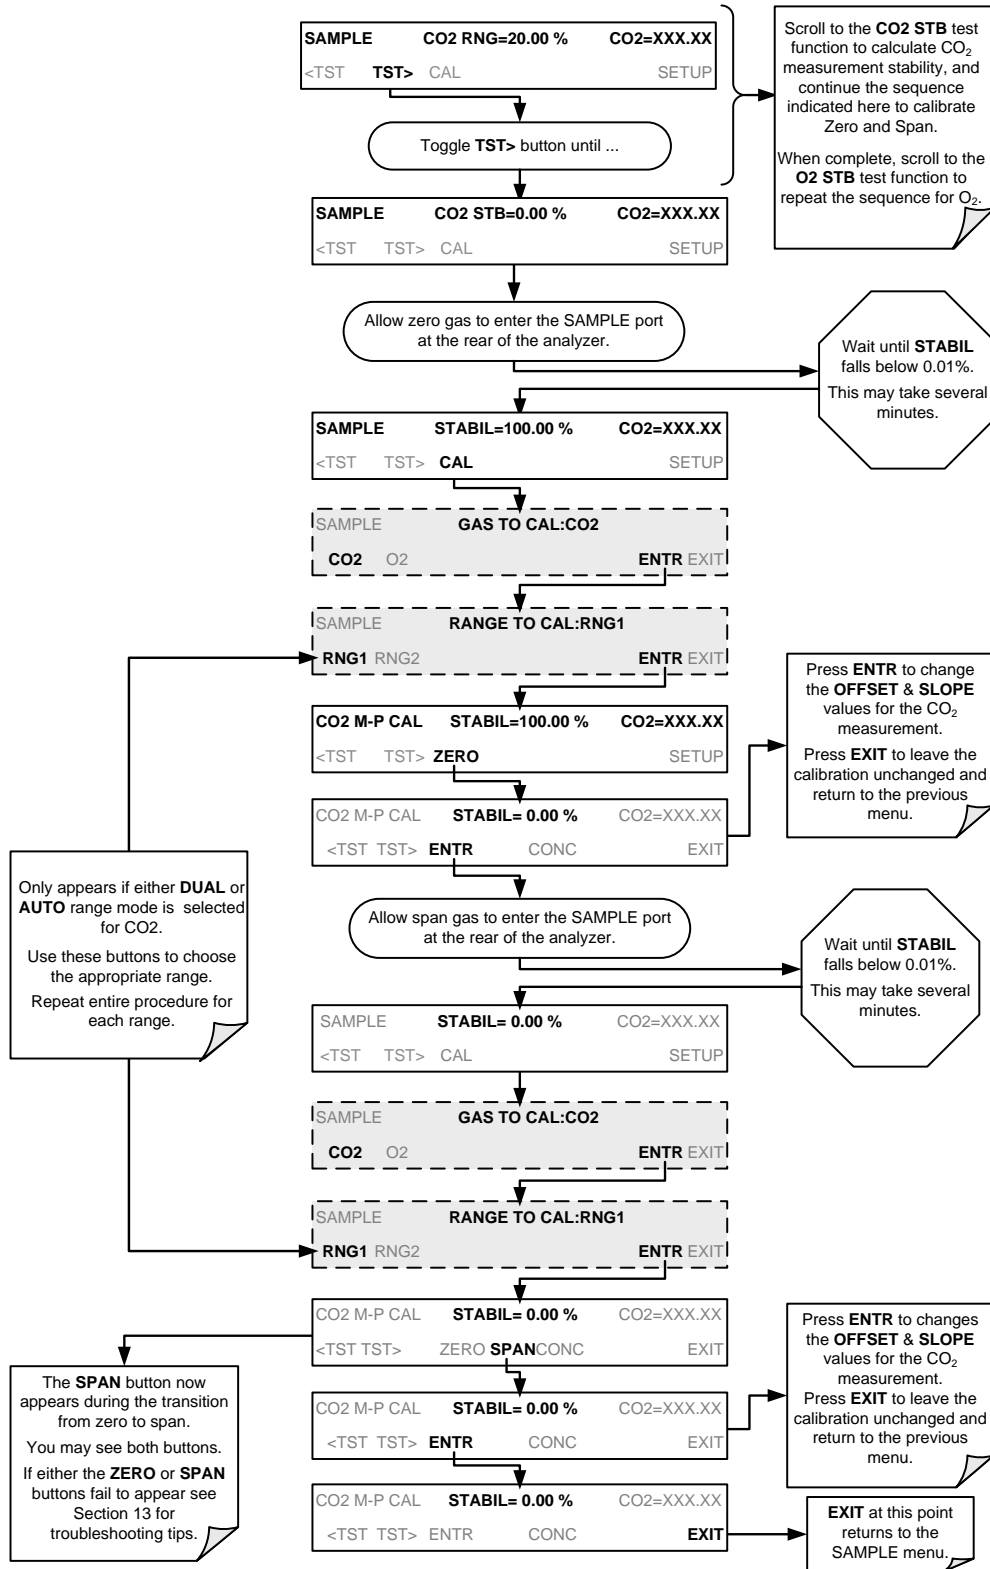 SAMPLE CO2 RNG=20.00 % CO2=XXX.XX
<TST TST> CAL SETUP
Toggle TST> button until ...
Scroll to the CO2 STB test
function to calculate CO2
measurement stability, and
continue the sequence
indicated here to calibrate
Zero and Span.
When complete, scroll to the
O2 STB test function to
repeat the sequence for O2.
SAMPLE CO2 STB=0.00 % CO2=XXX.XX
<TST TST> CAL SETUP
Allow zero gas to enter the SAMPLE port
at the rear of the analyzer.
Wait until STABIL
falls below 0.01%.
This may take several
minutes.
SAMPLE STABIL=100.00 % CO2=XXX.XX
<TST TST> CAL SETUP
SAMPLE GAS TO CAL:CO2
CO2 O2 ENTR EXIT
SAMPLE RANGE TO CAL:RNG1
RNG1 RNG2 ENTR EXIT
CO2 M-P CAL STABIL=100.00 % CO2=XXX.XX
<TST TST> ZERO SETUP
Press ENTR to change
the OFFSET & SLOPE
values for the CO2
measurement.
Press EXIT to leave the
calibration unchanged and
return to the previous
menu.
CO2 M-P CAL STABIL= 0.00 % CO2=XXX.XX
<TST TST> ENTR CONC EXIT
Only appears if either DUAL or
AUTO range mode is selected
for CO2.
Use these buttons to choose
the appropriate range.
Repeat entire procedure for
each range.
Allow span gas to enter the SAMPLE port
at the rear of the analyzer.
Wait until STABIL
falls below 0.01%.
This may take several
minutes.
SAMPLE STABIL= 0.00 % CO2=XXX.XX
<TST TST> CAL SETUP
SAMPLE GAS TO CAL:CO2
CO2 O2 ENTR EXIT
SAMPLE RANGE TO CAL:RNG1
RNG1 RNG2 ENTR EXIT
CO2 M-P CAL STABIL= 0.00 % CO2=XXX.XX
<TST TST> ZERO SPANCONC EXIT
The SPAN button now
appears during the transition
from zero to span.
You may see both buttons.
If either the ZERO or SPAN
buttons fail to appear see
Section 13 for
troubleshooting tips.
Press ENTR to changes
the OFFSET & SLOPE
values for the CO2
measurement.
Press EXIT to leave the
calibration unchanged and
return to the previous
menu.
CO2 M-P CAL STABIL= 0.00 % CO2=XXX.XX
<TST TST> ENTR CONC EXIT
CO2 M-P CAL STABIL= 0.00 % CO2=XXX.XX
<TST TST> ENTR CONC EXIT
EXIT at this point
returns to the
SAMPLE menu.